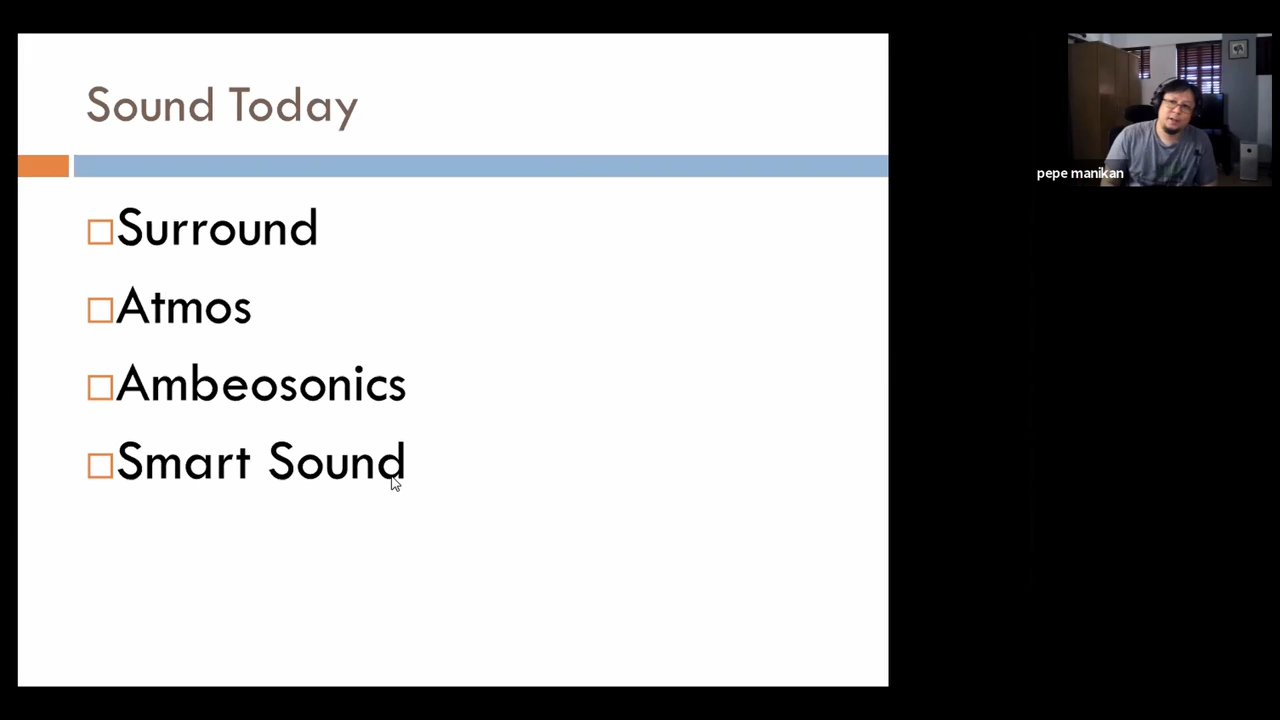 Sound Today
Surround
Atmos
Ambeosonics
Smart Sound
pepe manikan